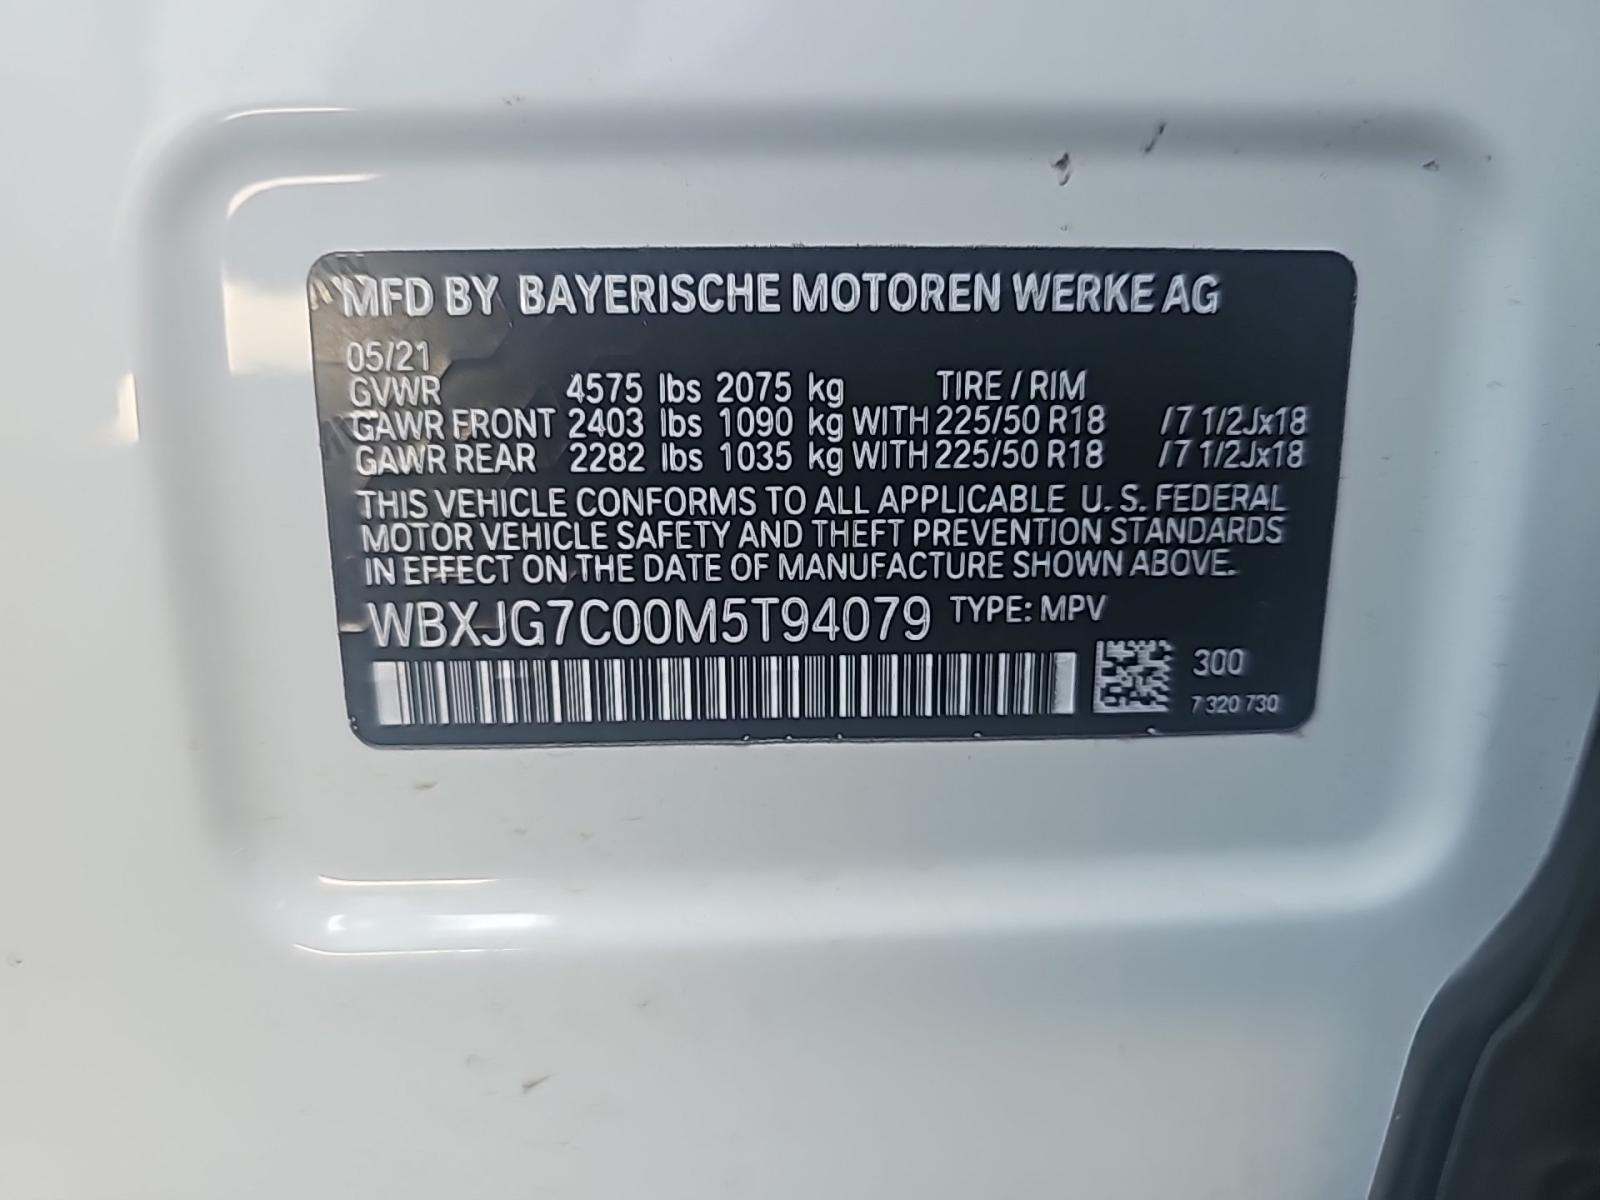 MFD BY BAYERISCHE MOTOREN WERKE AG
05/21
GVWR 4575 lbs 2075 kg TIRE / RIM
GAWR FRONT 2403 lbs 1090 kg WITH 225/50 R18 /7 1/2Jx18
GAWR REAR 2282 lbs 1035 kg WITH 225/50 R18 /7 1/2Jx18
THIS VEHICLE CONFORMS TO ALL APPLICABLE U.S. FEDERAL
MOTOR VEHICLE SAFETY AND THEFT PREVENTION STANDARDS
IN EFFECT ON THE DATE OF MANUFACTURE SHOWN ABOVE.
WBXJG7C00M5T94079 TYPE: MPV
300
7 320 730